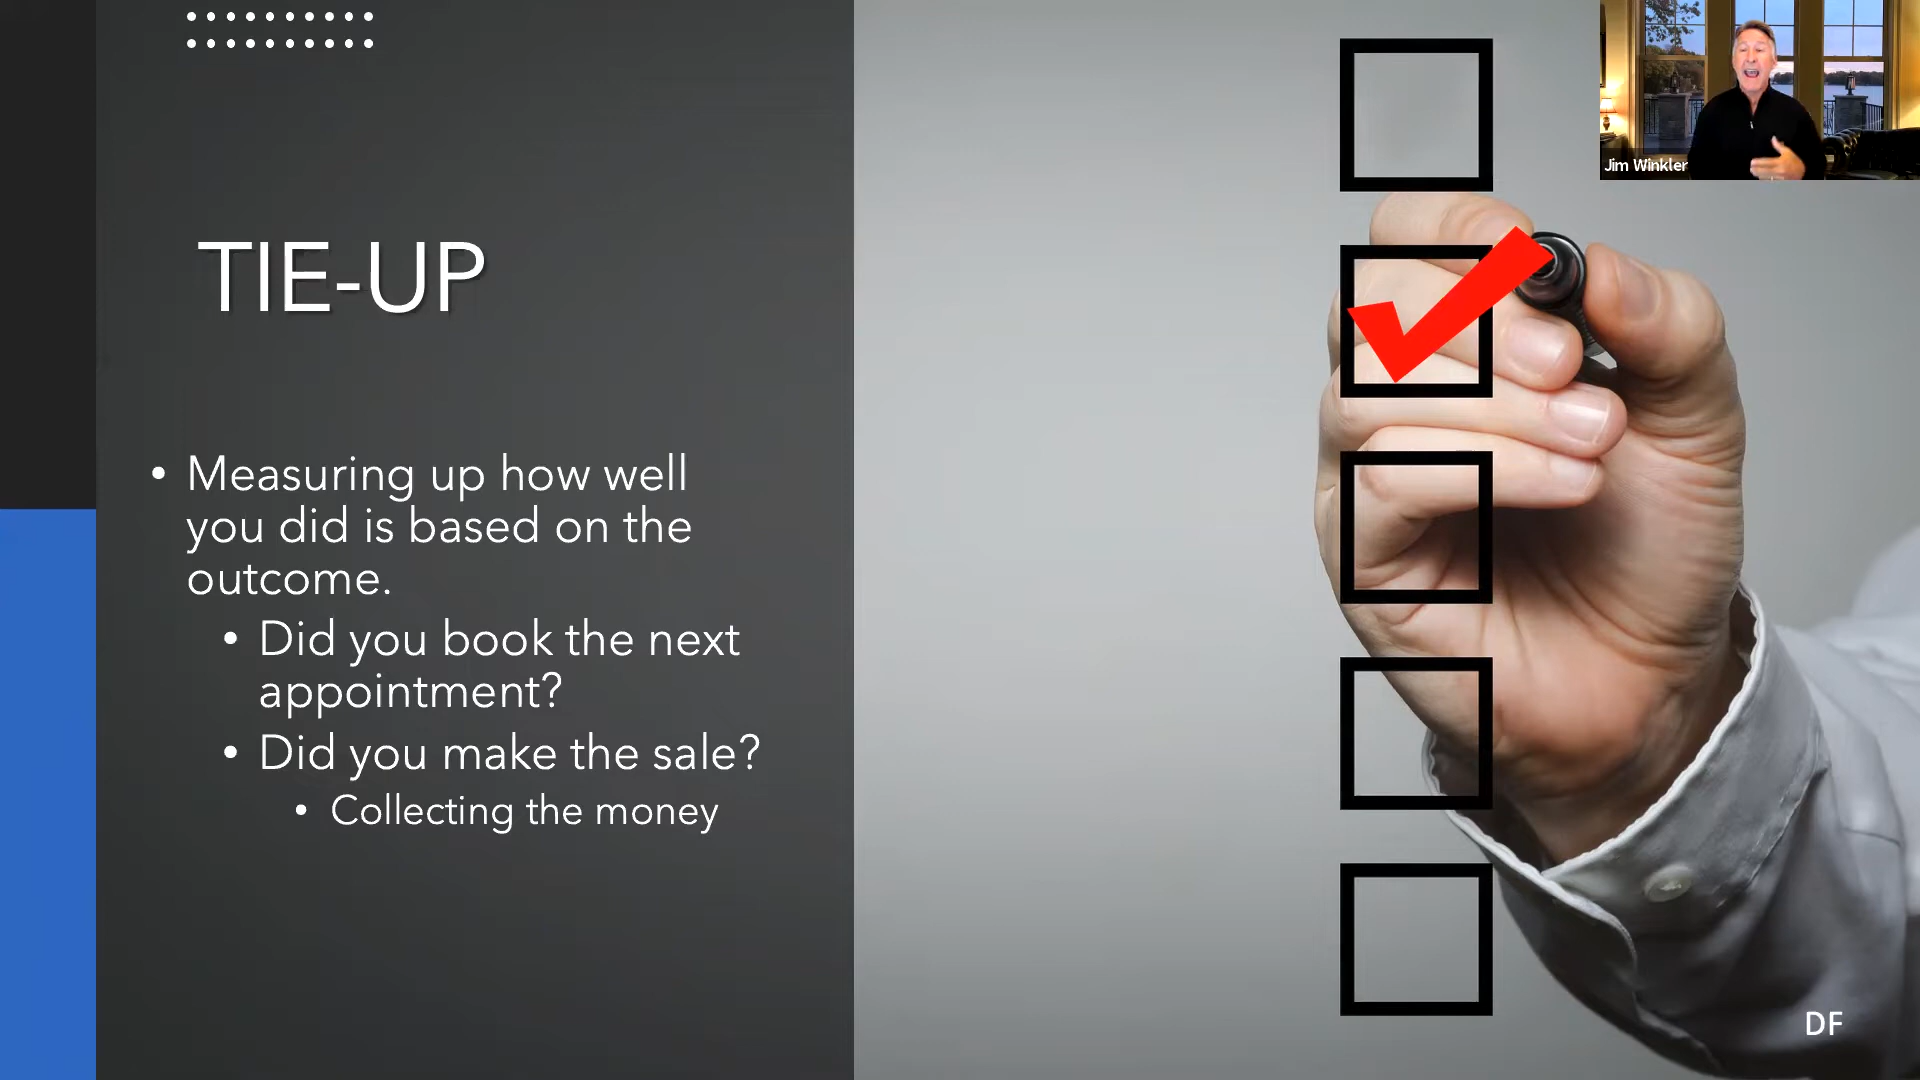 Jim Winkler
TIE-UP
• Measuring up how well
you did is based on the
outcome.
• Did you book the next
appointment?
• Did you make the sale?
• Collecting the money
DF